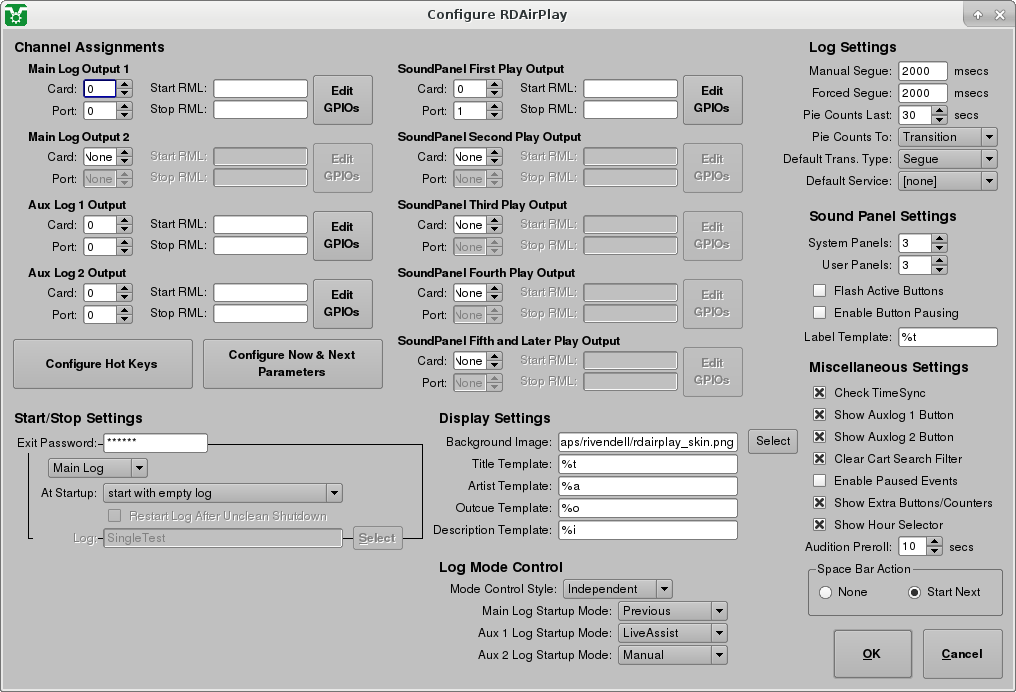 Configure RDAirPlay
Channel Assignments
Main Log Output 1
Card: 0 Start RML:
Port: 0 Stop RML:
Edit
GPIOs
Main Log Output 2
Card: None Start RML:
Port: None Stop RML:
Edit
GPIOs
Aux Log 1 Output
Card: 0 Start RML:
Port: 0 Stop RML:
Edit
GPIOs
Aux Log 2 Output
Card: 0 Start RML:
Port: 0 Stop RML:
Edit
GPIOs
Configure Hot Keys
Configure Now & Next
Parameters
SoundPanel First Play Output
Card: 0 Start RML:
Port: 1 Stop RML:
Edit
GPIOs
SoundPanel Second Play Output
Card: None Start RML:
Port: None Stop RML:
Edit
GPIOs
SoundPanel Third Play Output
Card: None Start RML:
Port: None Stop RML:
Edit
GPIOs
SoundPanel Fourth Play Output
Card: None Start RML:
Port: None Stop RML:
Edit
GPIOs
SoundPanel Fifth and Later Play Output
Card: None Start RML:
Port: None Stop RML:
Edit
GPIOs
Start/Stop Settings
Exit Password: ******
Main Log
At Startup: start with empty log
Restart Log After Unclean Shutdown
Log: SingleTest Select
Display Settings
Background Image: aps/rivendell/rdairplay_skin.png Select
Title Template: %t
Artist Template: %a
Outcue Template: %o
Description Template: %i
Log Mode Control
Mode Control Style: Independent
Main Log Startup Mode: Previous
Aux 1 Log Startup Mode: LiveAssist
Aux 2 Log Startup Mode: Manual
Log Settings
Manual Segue: 2000 msecs
Forced Segue: 2000 msecs
Pie Counts Last: 30 secs
Pie Counts To: Transition
Default Trans. Type: Segue
Default Service: [none]
Sound Panel Settings
System Panels: 3
User Panels: 3
Flash Active Buttons
Enable Button Pausing
Label Template: %t
Miscellaneous Settings
Check TimeSync
Show Auxlog 1 Button
Show Auxlog 2 Button
Clear Cart Search Filter
Enable Paused Events
Show Extra Buttons/Counters
Show Hour Selector
Audition Preroll: 10 secs
Space Bar Action
None Start Next
OK Cancel